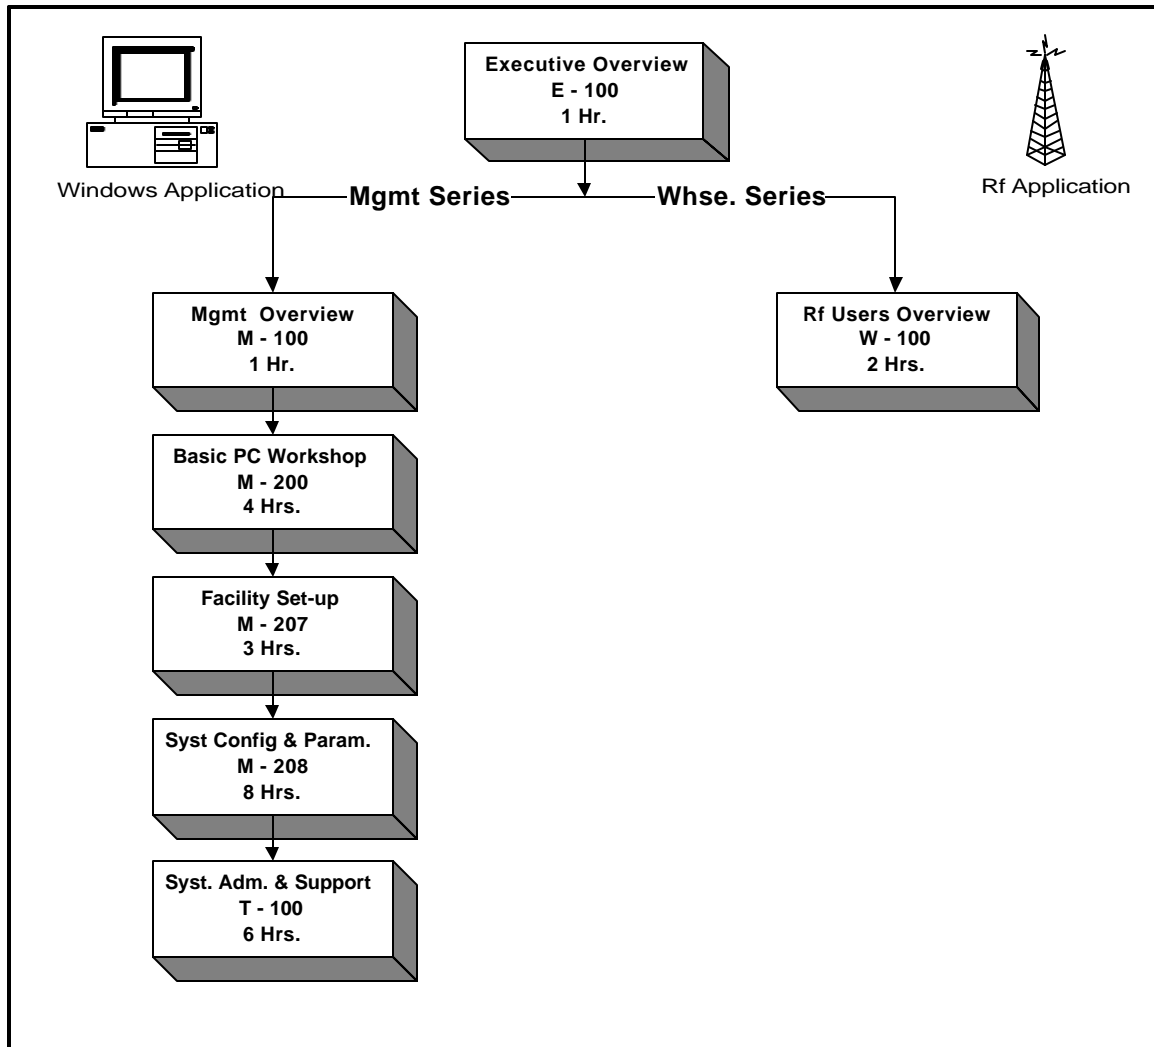 Executive Overview
E - 100
1 Hr.
Windows Application
Rf Application
Mgmt Series
Whse. Series
Mgmt Overview
M - 100
1 Hr.
Rf Users Overview
W - 100
2 Hrs.
Basic PC Workshop
M - 200
4 Hrs.
Facility Set-up
M - 207
3 Hrs.
Syst Config & Param.
M - 208
8 Hrs.
Syst. Adm. & Support
T - 100
6 Hrs.